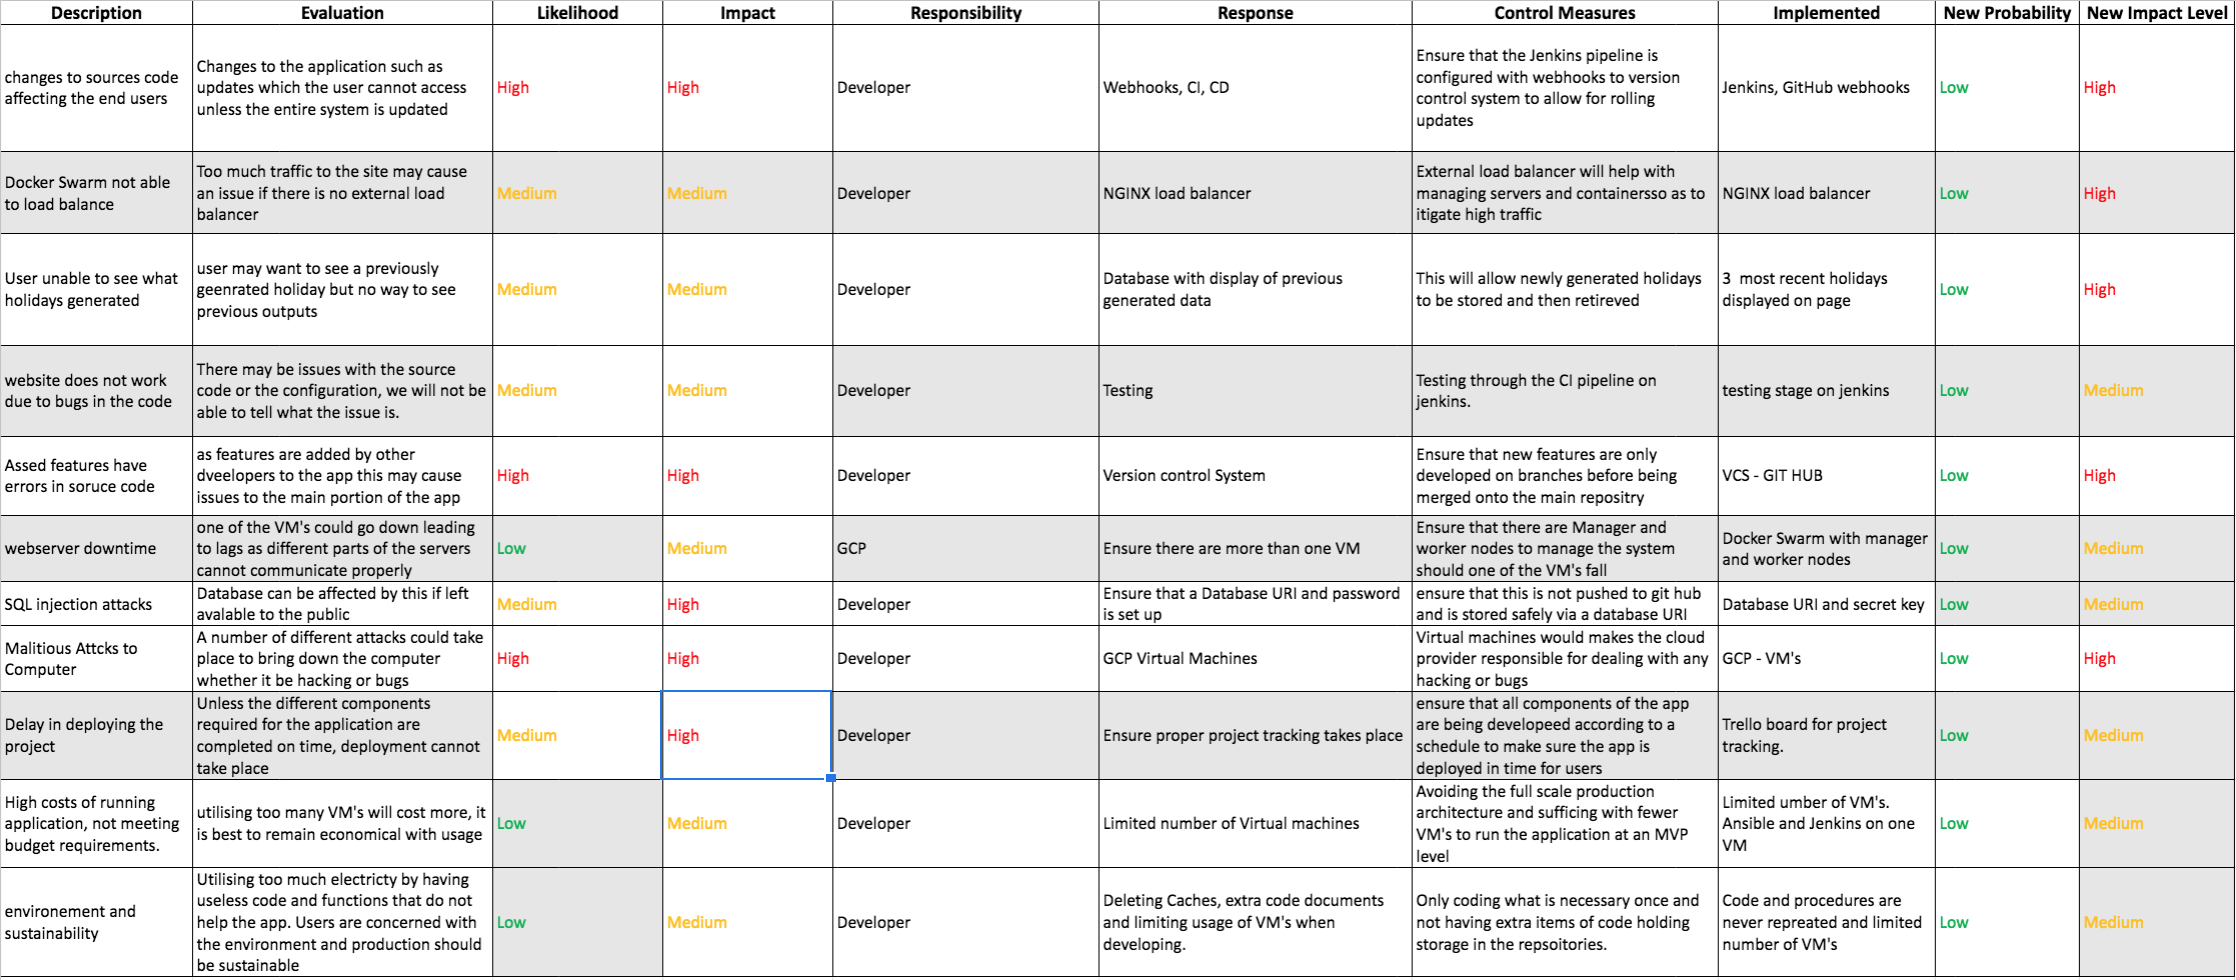 Description Evaluation Likelihood Impact Responsibility Response Control Measures Implemented New Probability New Impact Level
changes to sources code
affecting the end users
Changes to the application such as
updates which the user cannot access
unless the entire system is updated
High
High
Developer
Webhooks, CI, CD
Ensure that the Jenkins pipeline is
configured with webhooks to version
control system to allow for rolling
updates
Jenkins, GitHub webhooks
Low
High
Docker Swarm not able
to load balance
Too much traffic to the site may cause
an issue if there is no external load
balancer
Medium
Medium
Developer
NGINX load balancer
External load balancer will help with
managing servers and containersso as to
itigate high traffic
NGINX load balancer
Low
High
User unable to see what
holidays generated
user may want to see a previously
geenrated holiday but no way to see
previous outputs
Medium
Medium
Developer
Database with display of previous
generated data
This will allow newly generated holidays
to be stored and then retireved
3 most recent holidays
displayed on page
Low
High
website does not work
due to bugs in the code
There may be issues with the source
code or the configuration, we will not be
able to tell what the issue is.
Medium
Medium
Developer
Testing
Testing through the CI pipeline on
jenkins.
testing stage on jenkins
Low
Medium
Assed features have
errors in soruce code
as features are added by other
dveelopers to the app this may cause
issues to the main portion of the app
High
High
Developer
Version control System
Ensure that new features are only
developed on branches before being
merged onto the main repositry
VCS - GIT HUB
Low
High
webserver downtime
one of the VM's could go down leading
to lags as different parts of the servers
cannot communicate properly
Low
Medium
GCP
Ensure there are more than one VM
Ensure that there are Manager and
worker nodes to manage the system
should one of the VM's fall
Docker Swarm with manager
and worker nodes
Low
Medium
SQL injection attacks
Database can be affected by this if left
avalable to the public
Medium
High
Developer
Ensure that a Database URI and password
is set up
ensure that this is not pushed to git hub
and is stored safely via a database URI
Database URI and secret key
Low
Medium
Malitious Attcks to
Computer
A number of different attacks could take
place to bring down the computer
whether it be hacking or bugs
High
High
Developer
GCP Virtual Machines
Virtual machines would makes the cloud
provider responsible for dealing with any
hacking or bugs
GCP - VM's
Low
High
Delay in deploying the
project
Unless the different components
required for the application are
completed on time, deployment cannot
take place
Medium
High
Developer
Ensure proper project tracking takes place
ensure that all components of the app
are being developeed according to a
schedule to make sure the app is
deployed in time for users
Trello board for project
tracking.
Low
Medium
High costs of running
application, not meeting
budget requirements.
utilising too many VM's will cost more, it
is best to remain economical with usage
Low
Medium
Developer
Limited number of Virtual machines
Avoiding the full scale production
architecture and sufficing with fewer
VM's to run the application at an MVP
level
Limited umber of VM's.
Ansible and Jenkins on one
VM
Low
Medium
environement and
sustainability
Utilising too much electricty by having
useless code and functions that do not
help the app. Users are concerned with
the environment and production should
be sustainable
Low
Medium
Developer
Deleting Caches, extra code documents
and limiting usage of VM's when
developing.
Only coding what is necessary once and
not having extra items of code holding
storage in the repsoitories.
Code and procedures are
never repreated and limited
number of VM's
Low
Medium